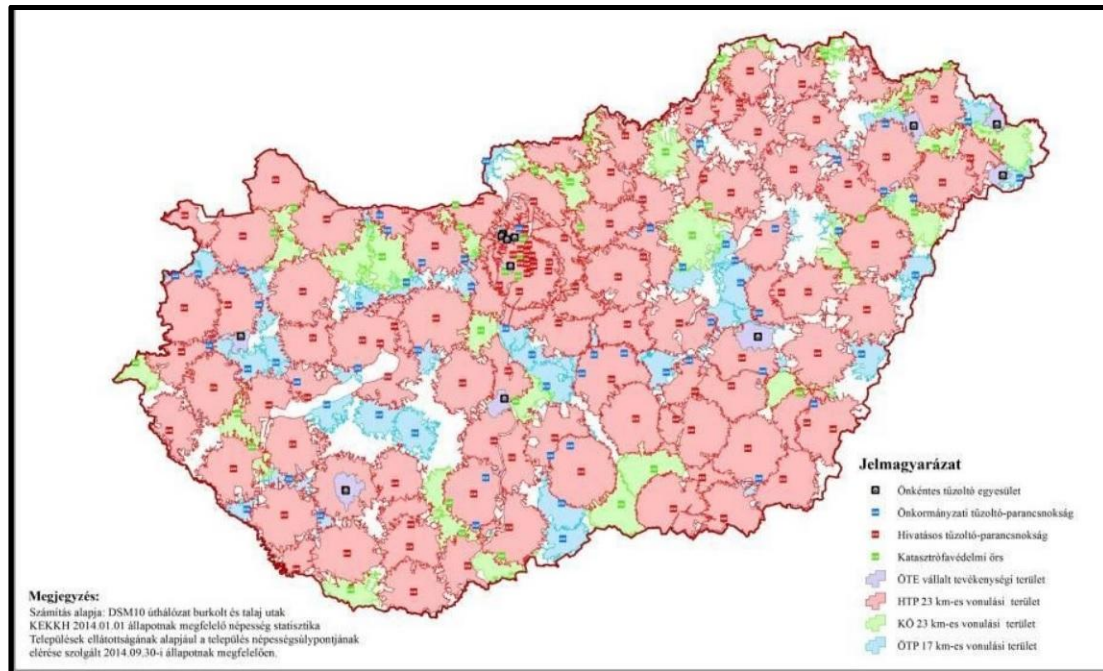 Jelmagyarázat
Önkéntes tűzoltó egyesület
Önkormányzati tűzoltó-parancsnokság
Hivatásos tűzoltó-parancsnokság
Katasztrófavédelmi őrs
ÖTE vállalt tevékenységi terület
HTP 23 km-es vonulási terület
KŐ 23 km-es vonulási terület
ÖTP 17 km-es vonulási terület
Megjegyzés:
Számítás alapja: DSM10 úthálózat burkolt és talaj utak
KEKKH 2014.01.01 állapotnak megfelelő népesség statisztika
Települések ellátottságának alapjául a település népességsúlypontjának
elérése szolgált 2014.09.30-i állapotnak megfelelően.